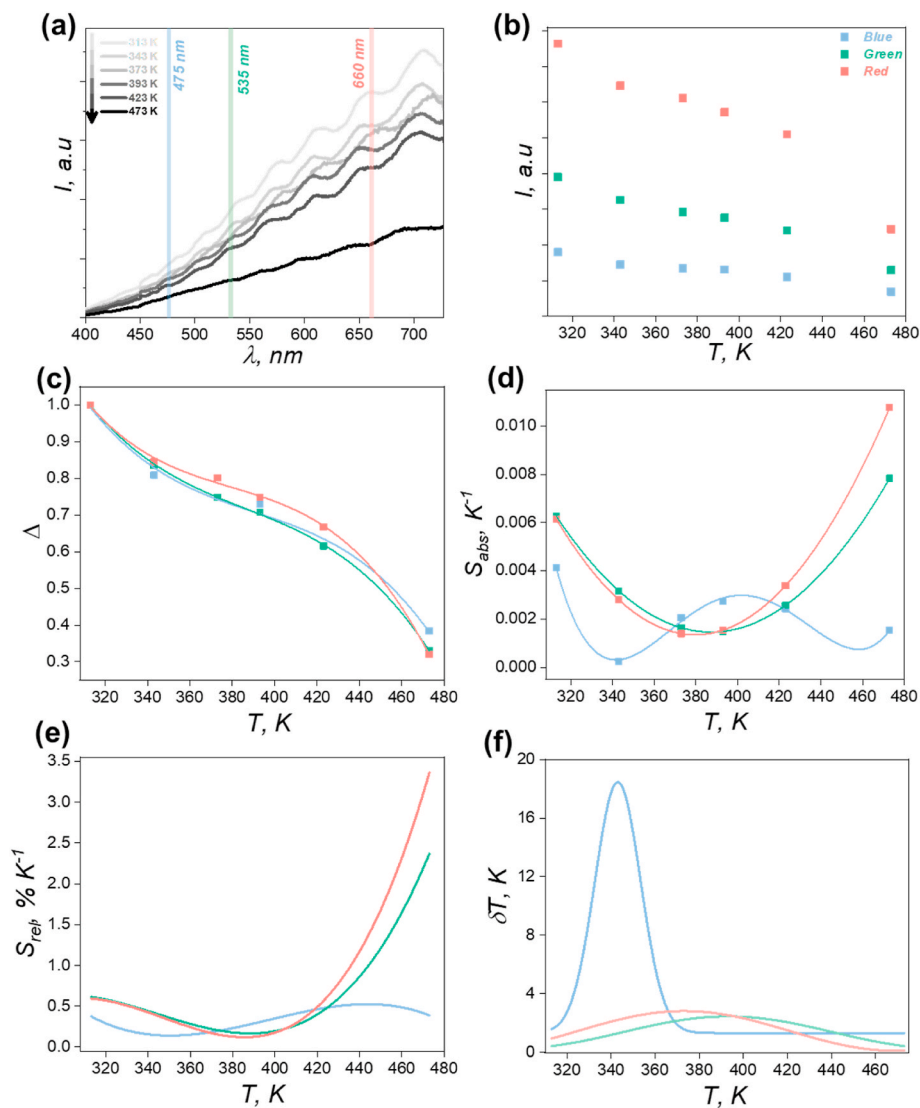 (a)
313 K
343 K
373 K
393 K
423 K
473 K
475 nm
535 nm
660 nm
I, a.u
400 450 500 550 600 650 700
λ, nm
(b)
Blue
Green
Red
I, a.u
320 340 360 380 400 420 440 460 480
T, K
(c)
1.0
0.9
0.8
0.7
0.6
0.5
0.4
0.3
Δ
320 340 360 380 400 420 440 460 480
T, K
(d)
0.010
0.008
0.006
0.004
0.002
0.000
S_abs, K⁻¹
320 340 360 380 400 420 440 460 480
T, K
(e)
3.5
3.0
2.5
2.0
1.5
1.0
0.5
0.0
S_rel, % K⁻¹
320 340 360 380 400 420 440 460 480
T, K
(f)
20
16
12
8
4
0
δT, K
320 340 360 380 400 420 440 460
T, K